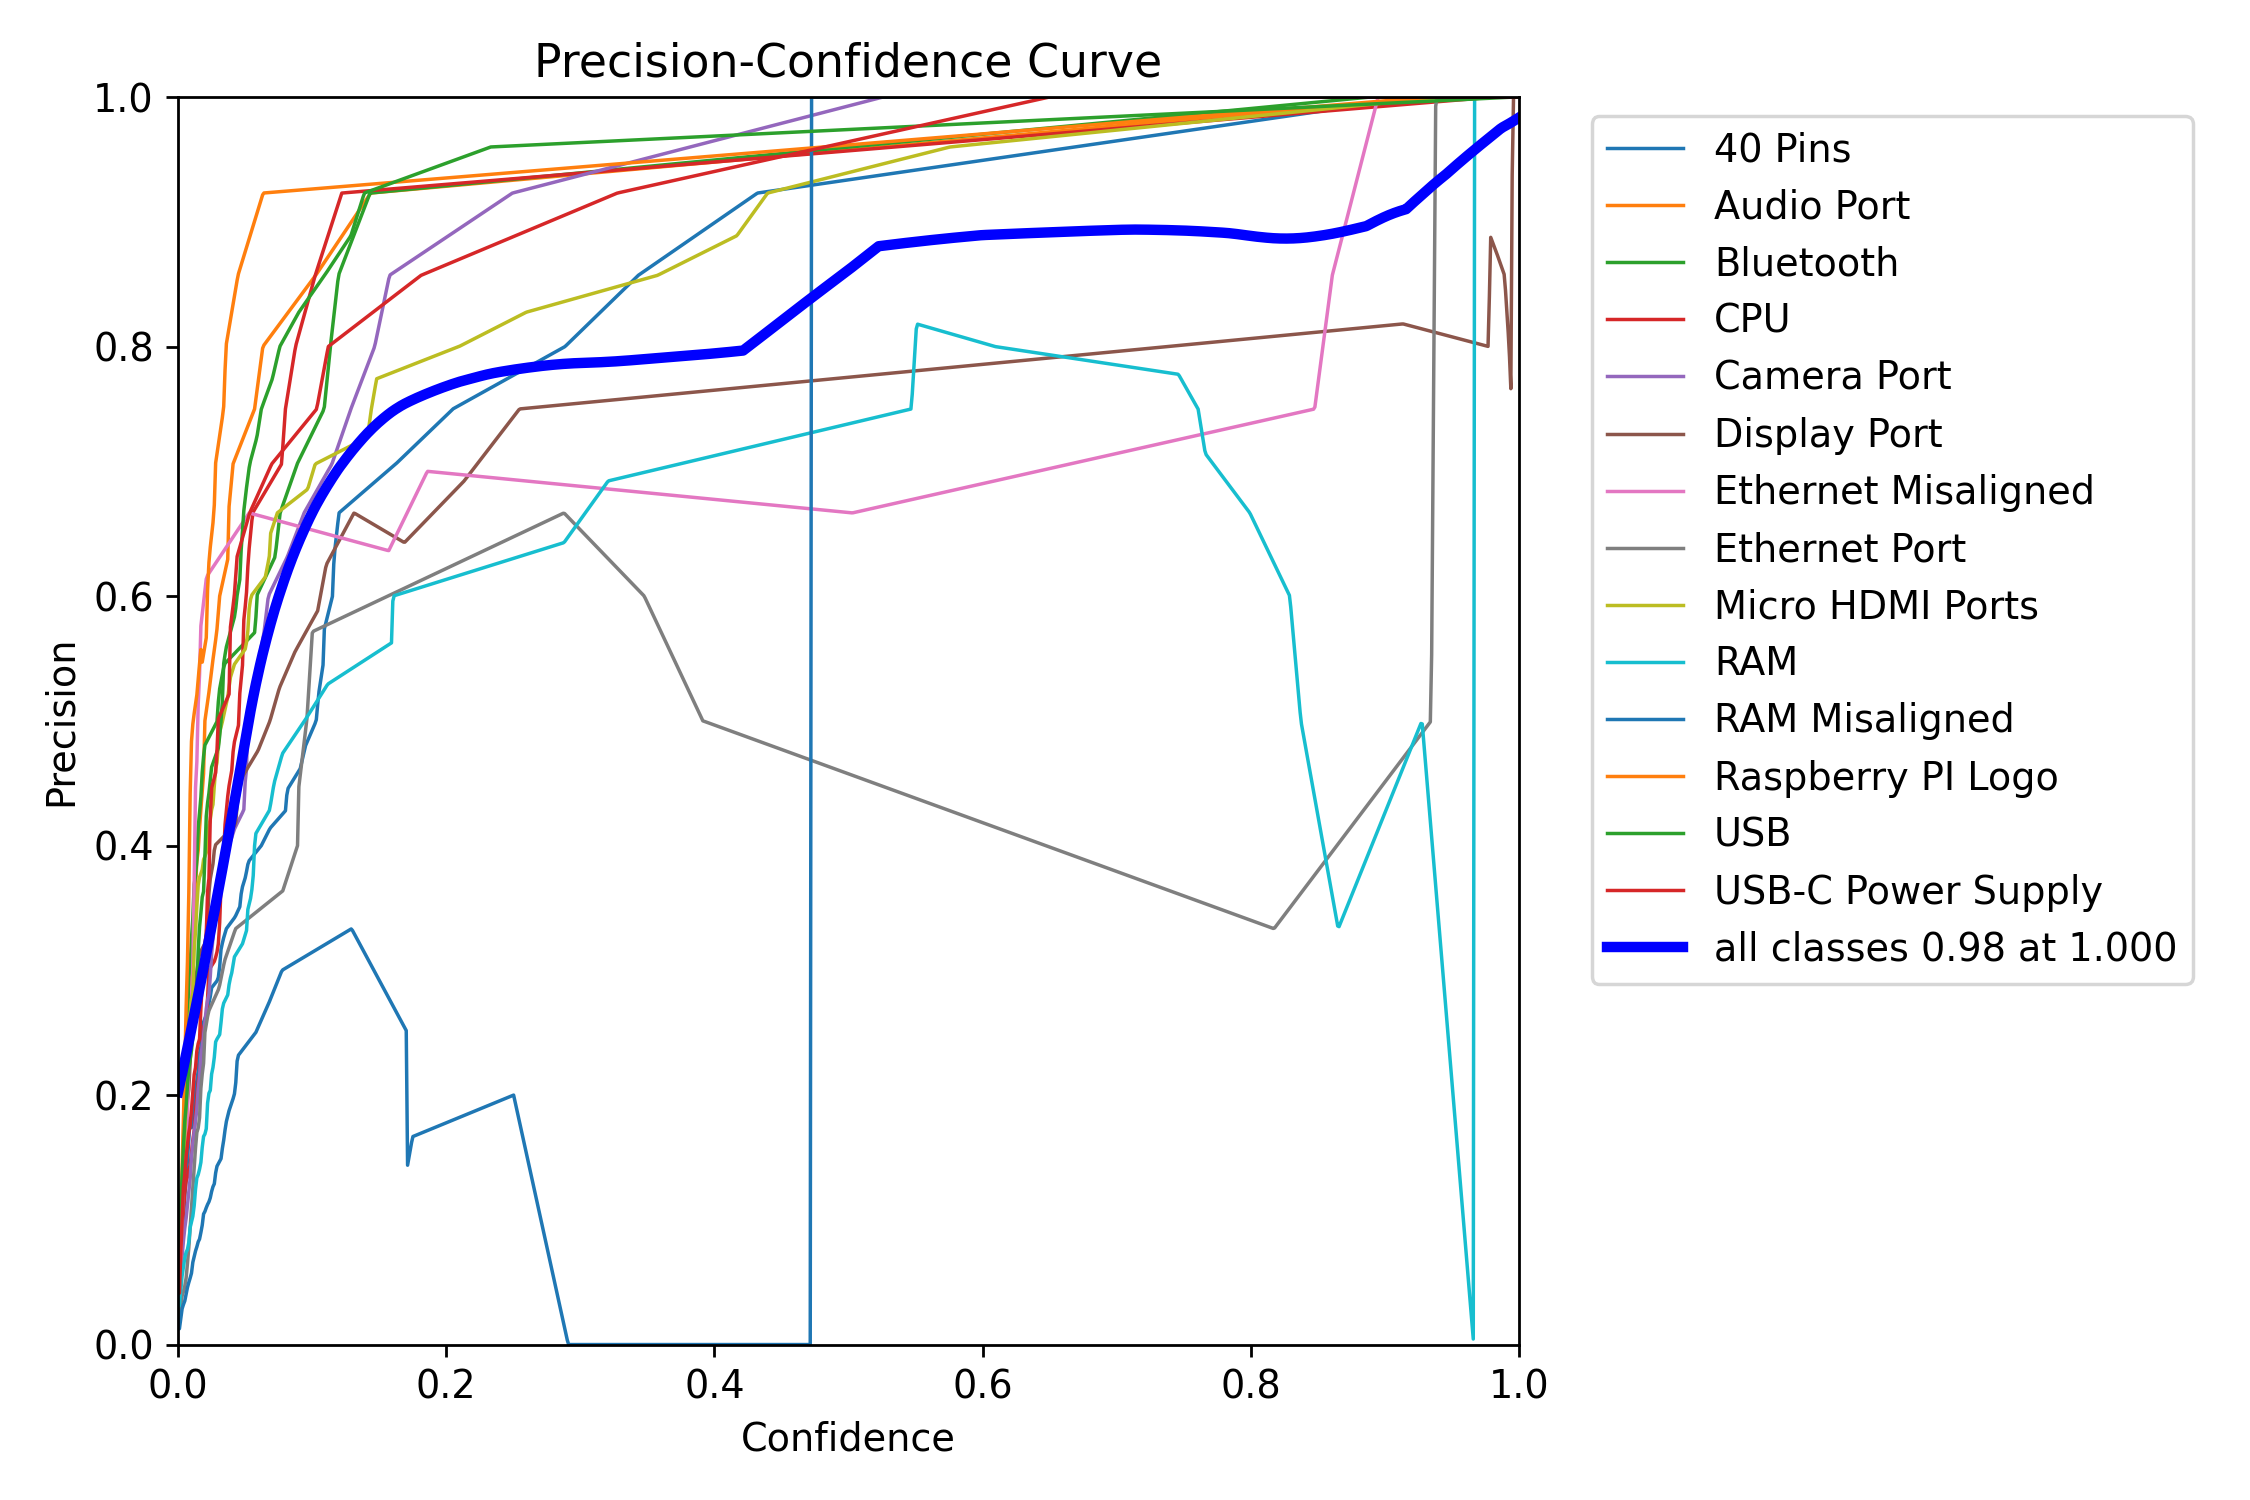 Precision-Confidence Curve
1.0
0.8
0.6
0.4
0.2
0.0
Precision
0.0 0.2 0.4 0.6 0.8 1.0
Confidence
40 Pins
Audio Port
Bluetooth
CPU
Camera Port
Display Port
Ethernet Misaligned
Ethernet Port
Micro HDMI Ports
RAM
RAM Misaligned
Raspberry PI Logo
USB
USB-C Power Supply
all classes 0.98 at 1.000